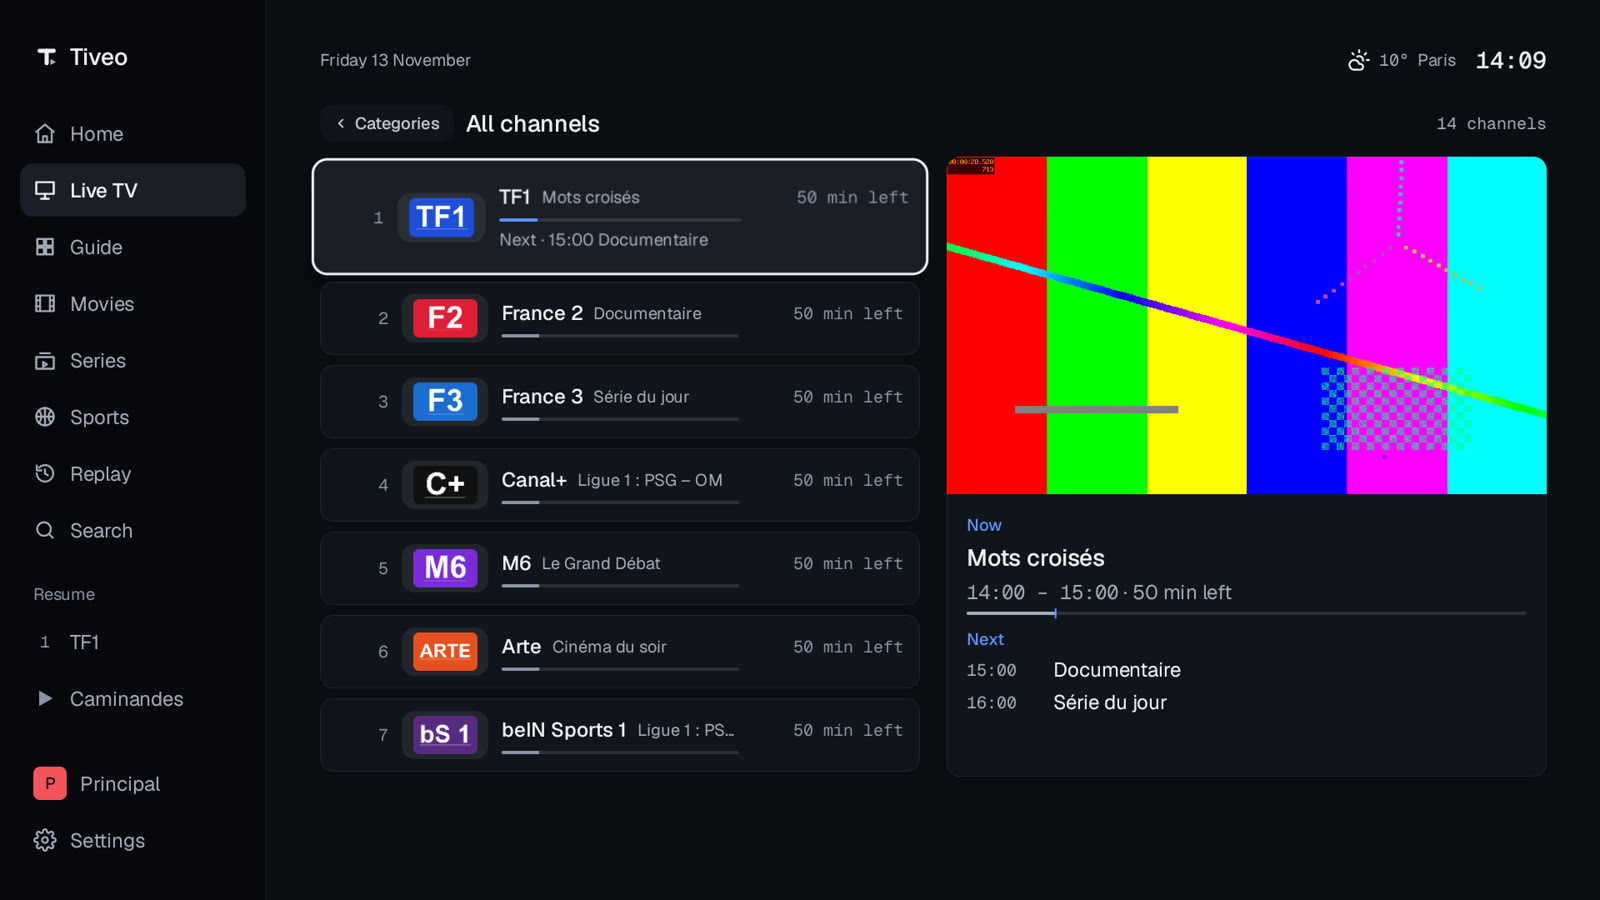 Tiveo
Home
Live TV
Guide
Movies
Series
Sports
Replay
Search
Resume
1 TF1
Caminandes
P Principal
Settings
Friday 13 November
10° Paris 14:09
Categories All channels
14 channels
1 TF1 TF1 Mots croisés 50 min left
Next · 15:00 Documentaire
2 F2 France 2 Documentaire 50 min left
3 F3 France 3 Série du jour 50 min left
4 C+ Canal+ Ligue 1 : PSG – OM 50 min left
5 M6 M6 Le Grand Débat 50 min left
6 ARTE Arte Cinéma du soir 50 min left
7 bS 1 beIN Sports 1 Ligue 1 : PS...
50 min left
00:00:20.520
713
Now
Mots croisés
14:00 – 15:00 · 50 min left
Next
15:00 Documentaire
16:00 Série du jour